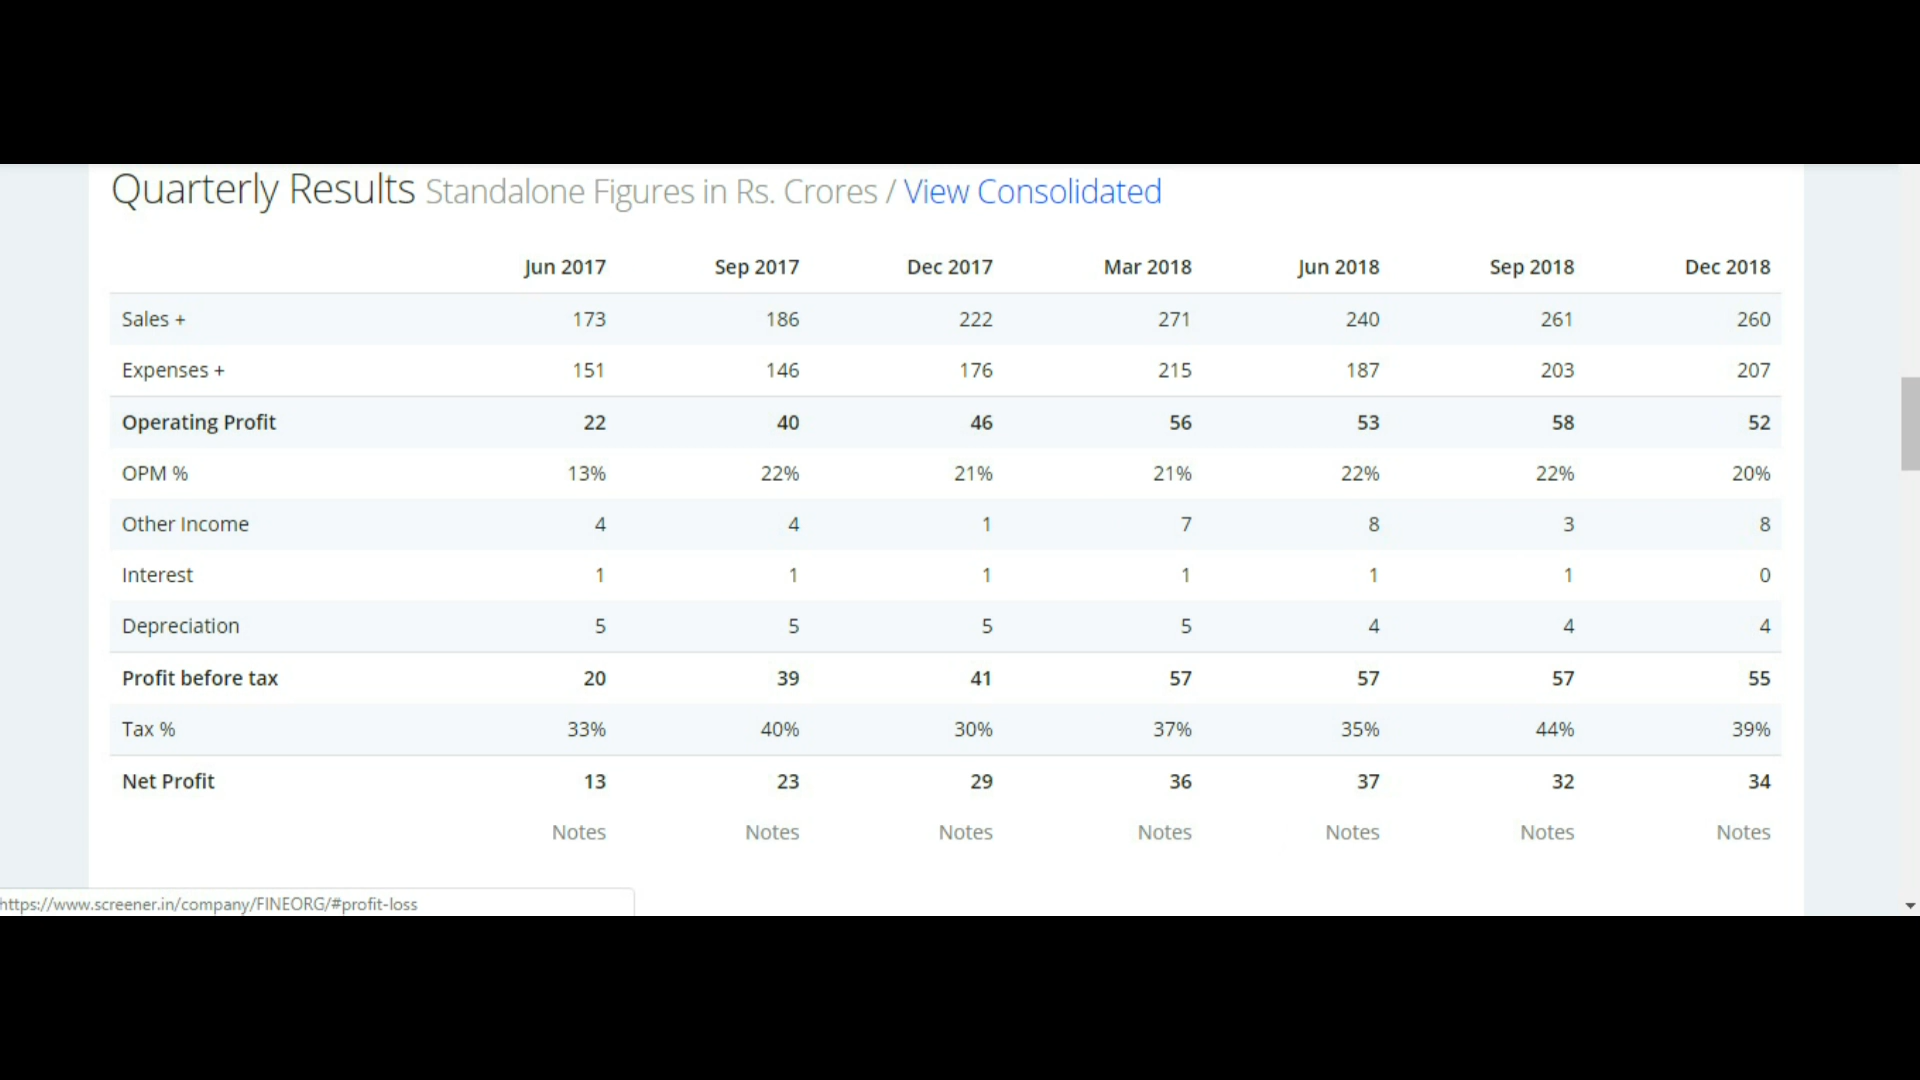 Quarterly Results Standalone Figures in Rs. Crores / View Consolidated
Jun 2017 Sep 2017 Dec 2017 Mar 2018 Jun 2018 Sep 2018 Dec 2018
Sales + 173 186 222 271 240 261 260
Expenses + 151 146 176 215 187 203 207
Operating Profit 22 40 46 56 53 58 52
OPM % 13% 22% 21% 21% 22% 22% 20%
Other Income 4 4 1 7 8 3 8
Interest 1 1 1 1 1 1 0
Depreciation 5 5 5 5 4 4 4
Profit before tax 20 39 41 57 57 57 55
Tax % 33% 40% 30% 37% 35% 44% 39%
Net Profit 13 23 29 36 37 32 34
Notes Notes Notes Notes Notes Notes Notes
https://www.screener.in/company/FINEORG/#profit-loss